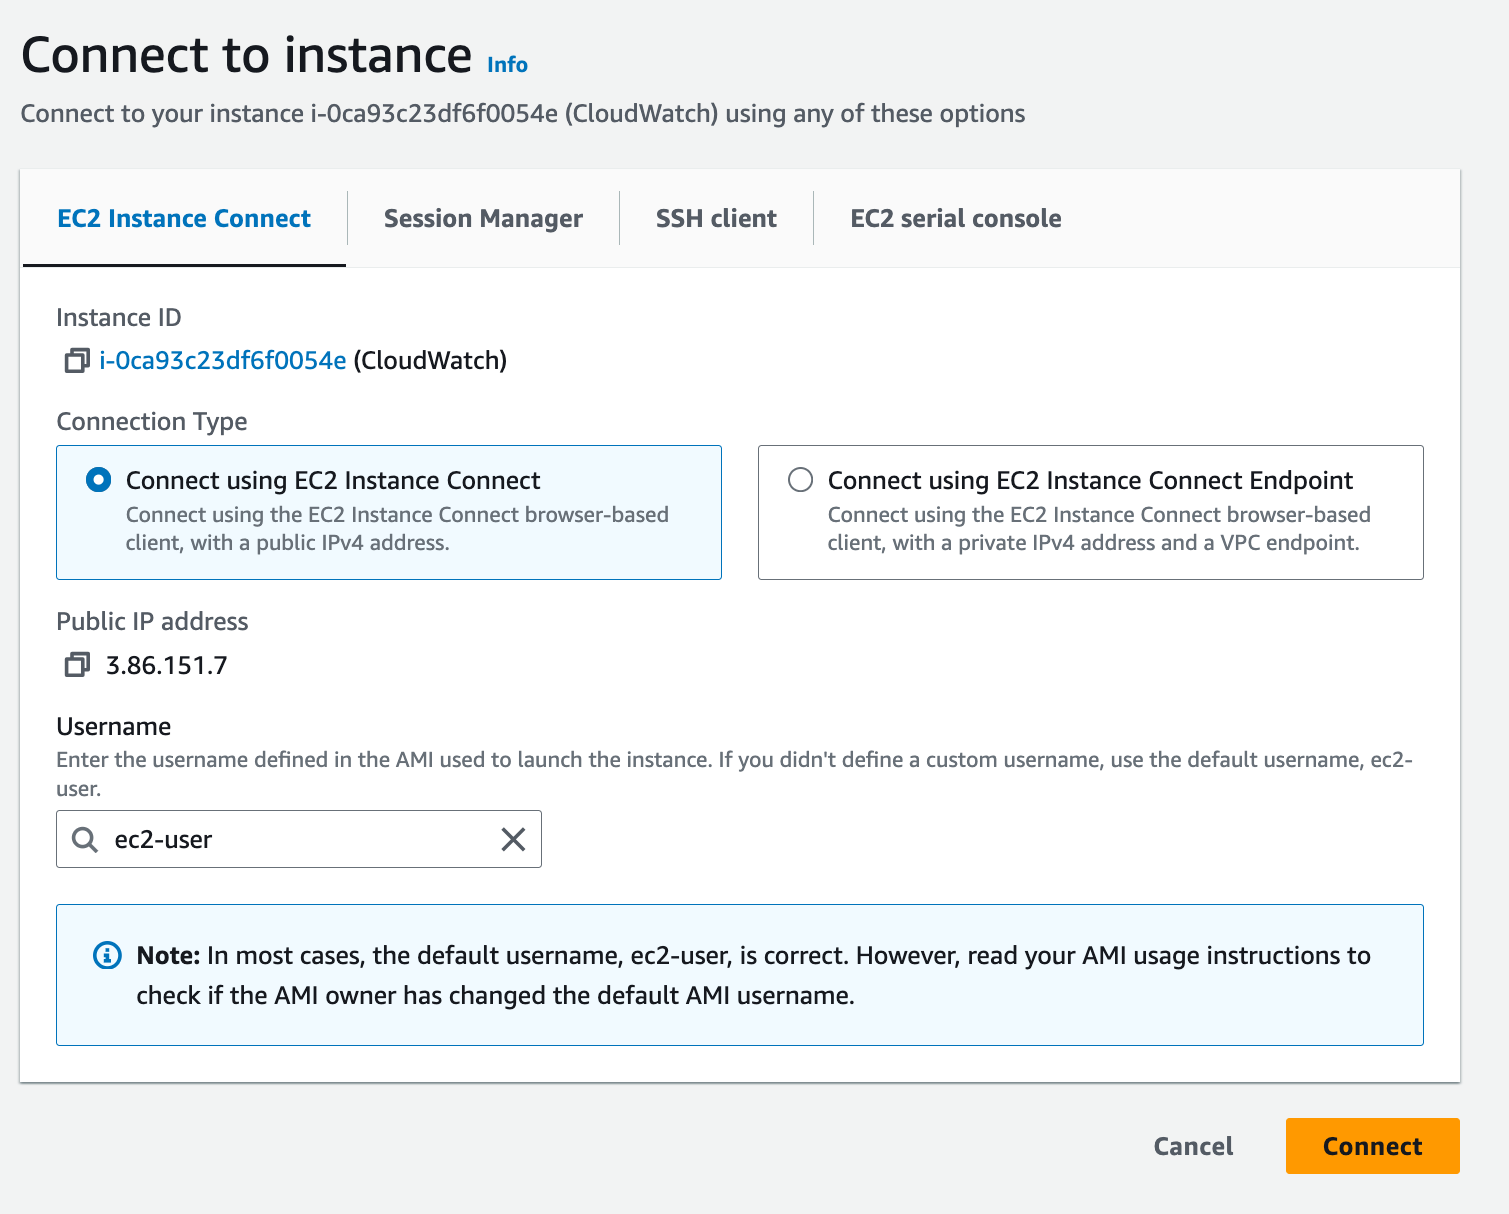 Connect to instance Info
Connect to your instance i-0ca93c23df6f0054e (CloudWatch) using any of these options
EC2 Instance Connect
Session Manager
SSH client
EC2 serial console
Instance ID
i-0ca93c23df6f0054e (CloudWatch)
Connection Type
Connect using EC2 Instance Connect
Connect using the EC2 Instance Connect browser-based
client, with a public IPv4 address.
Connect using EC2 Instance Connect Endpoint
Connect using the EC2 Instance Connect browser-based
client, with a private IPv4 address and a VPC endpoint.
Public IP address
3.86.151.7
Username
Enter the username defined in the AMI used to launch the instance. If you didn't define a custom username, use the default username, ec2-
user.
ec2-user
Note: In most cases, the default username, ec2-user, is correct. However, read your AMI usage instructions to
check if the AMI owner has changed the default AMI username.
Cancel
Connect